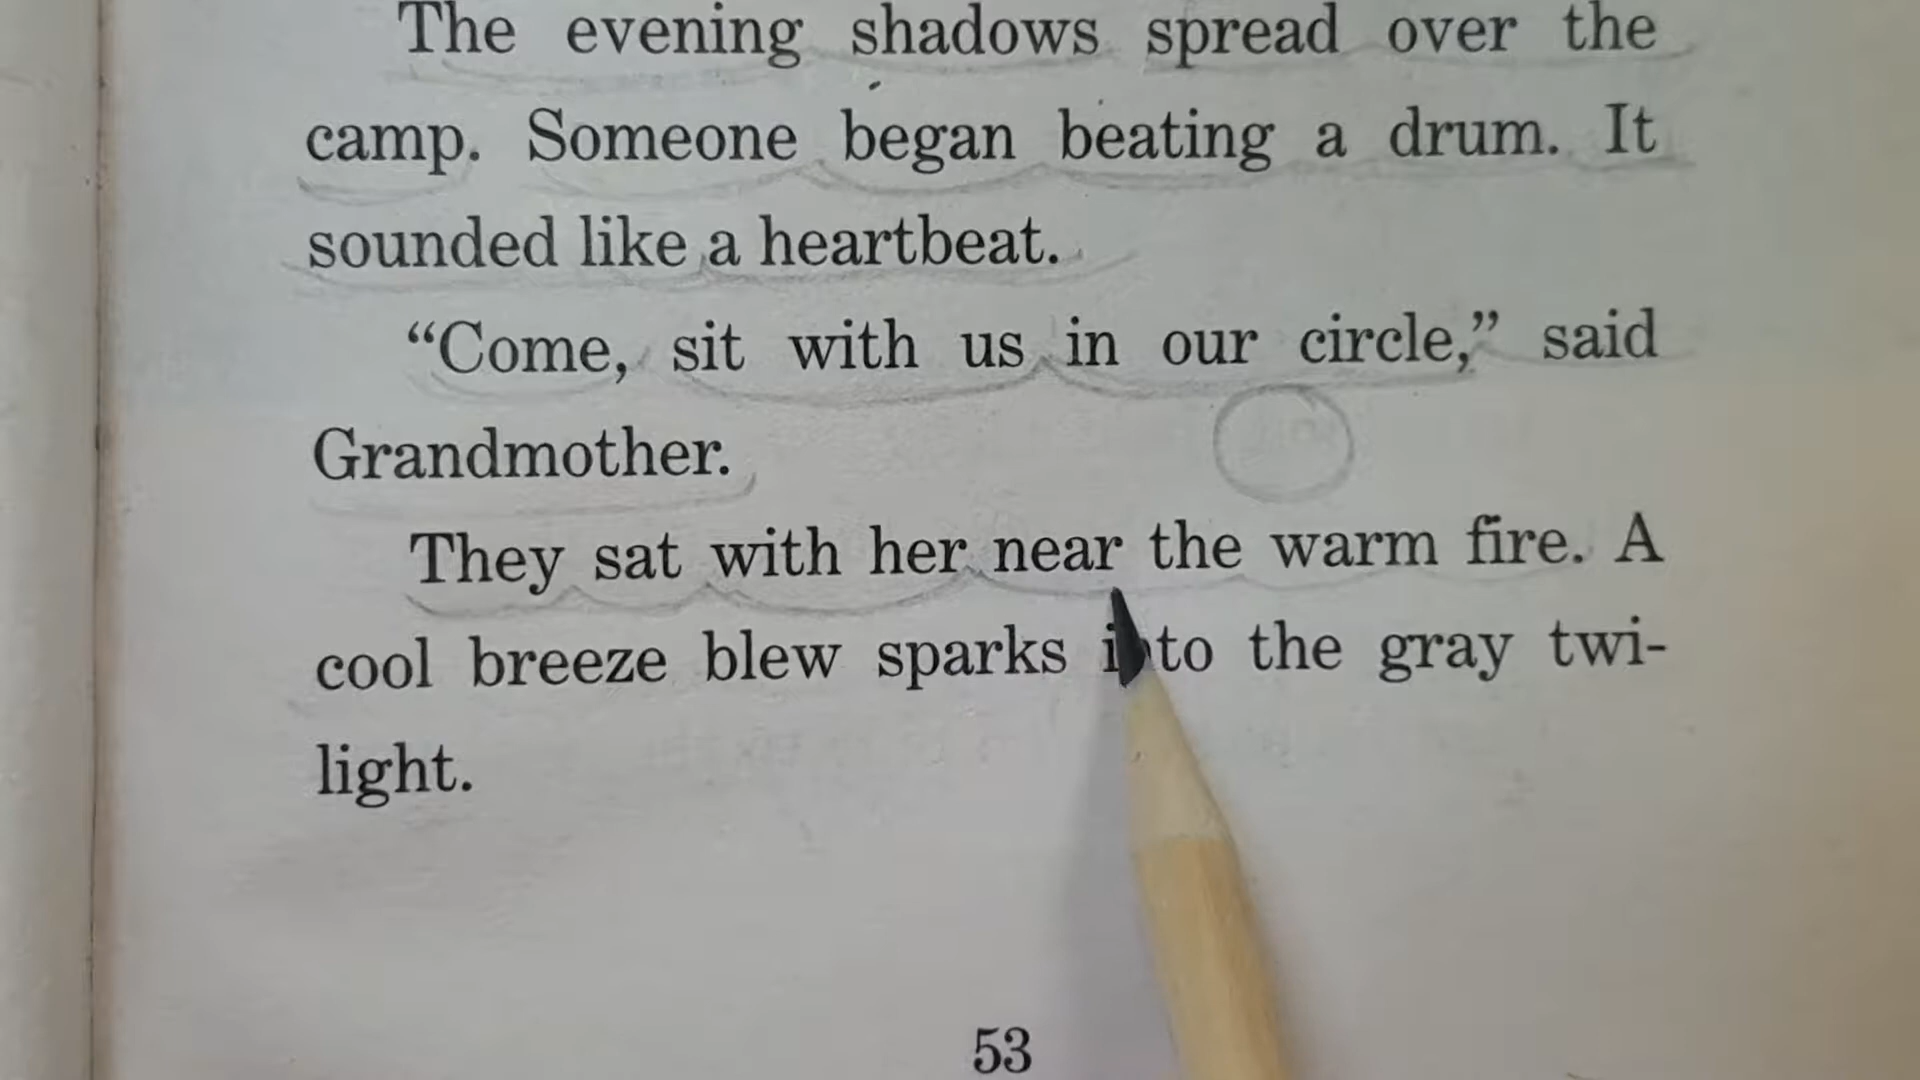 The evening shadows spread over the
camp. Someone began beating a drum. It
sounded like a heartbeat.
“Come, sit with us in our circle,” said
Grandmother.
They sat with her near the warm fire. A
cool breeze blew sparks into the gray twi-
light.
53